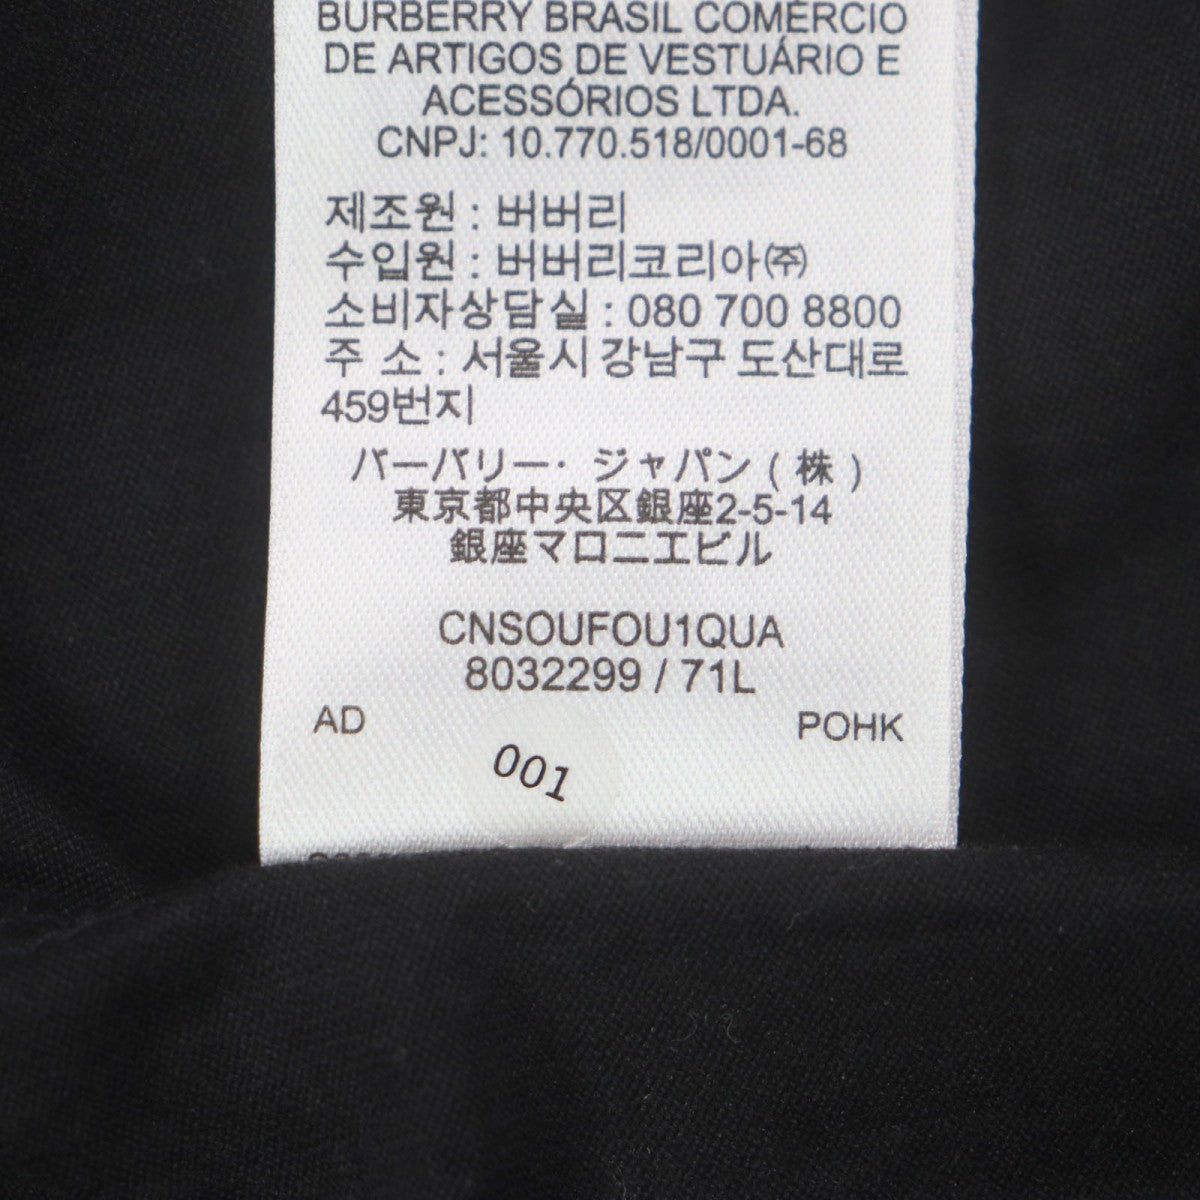 BURBERRY BRASIL COMÉRCIO
DE ARTIGOS DE VESTUÁRIO E
ACESSÓRIOS LTDA.
CNPJ: 10.770.518/0001-68
제조원 : 버버리
수입원 : 버버리코리아㈜
소비자상담실 : 080 700 8800
주 소 : 서울시 강남구 도산대로
459번지
バーバリー・ジャパン ( 株 )
東京都中央区銀座2-5-14
銀座マロニエビル
CNSOUFOU1QUA
8032299 / 71L
AD
POHK
001